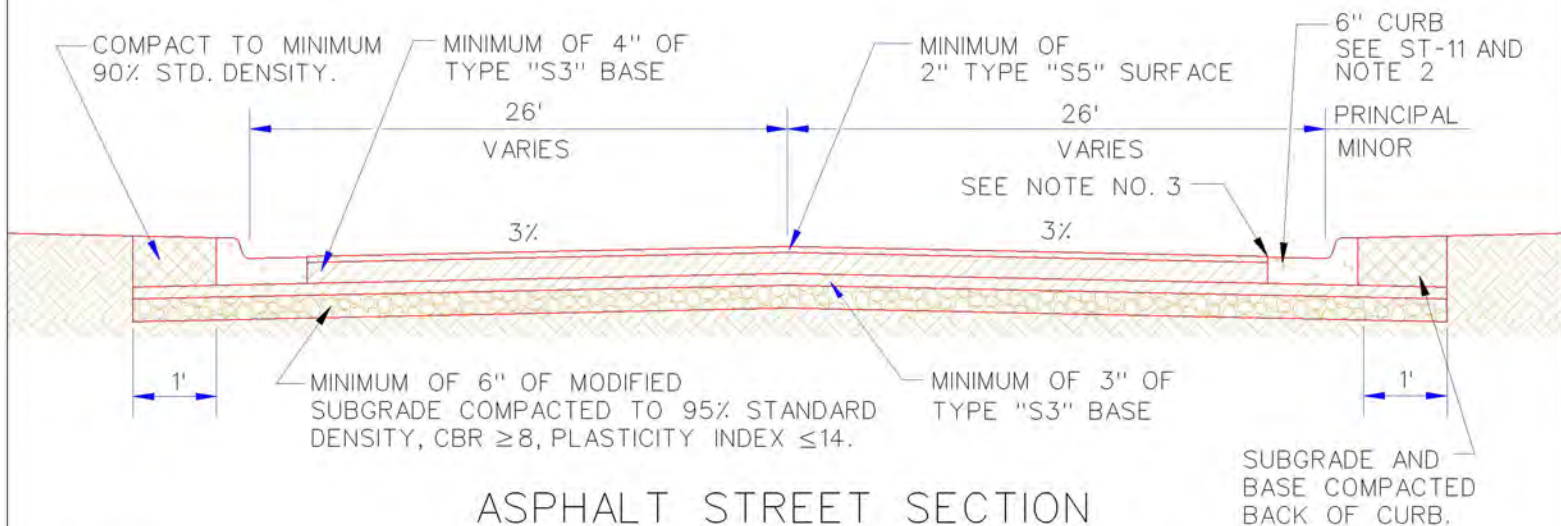 COMPACT TO MINIMUM
90% STD. DENSITY.
MINIMUM OF 4" OF
TYPE "S3" BASE
MINIMUM OF
2" TYPE "S5" SURFACE
6" CURB
SEE ST-11 AND
NOTE 2
26'
VARIES
26'
VARIES
PRINCIPAL
MINOR
SEE NOTE NO. 3
3%
3%
1'
MINIMUM OF 6" OF MODIFIED
SUBGRADE COMPACTED TO 95% STANDARD
DENSITY, CBR ≥8, PLASTICITY INDEX ≤14.
MINIMUM OF 3" OF
TYPE "S3" BASE
1'
SUBGRADE AND
BASE COMPACTED
BACK OF CURB.
ASPHALT STREET SECTION